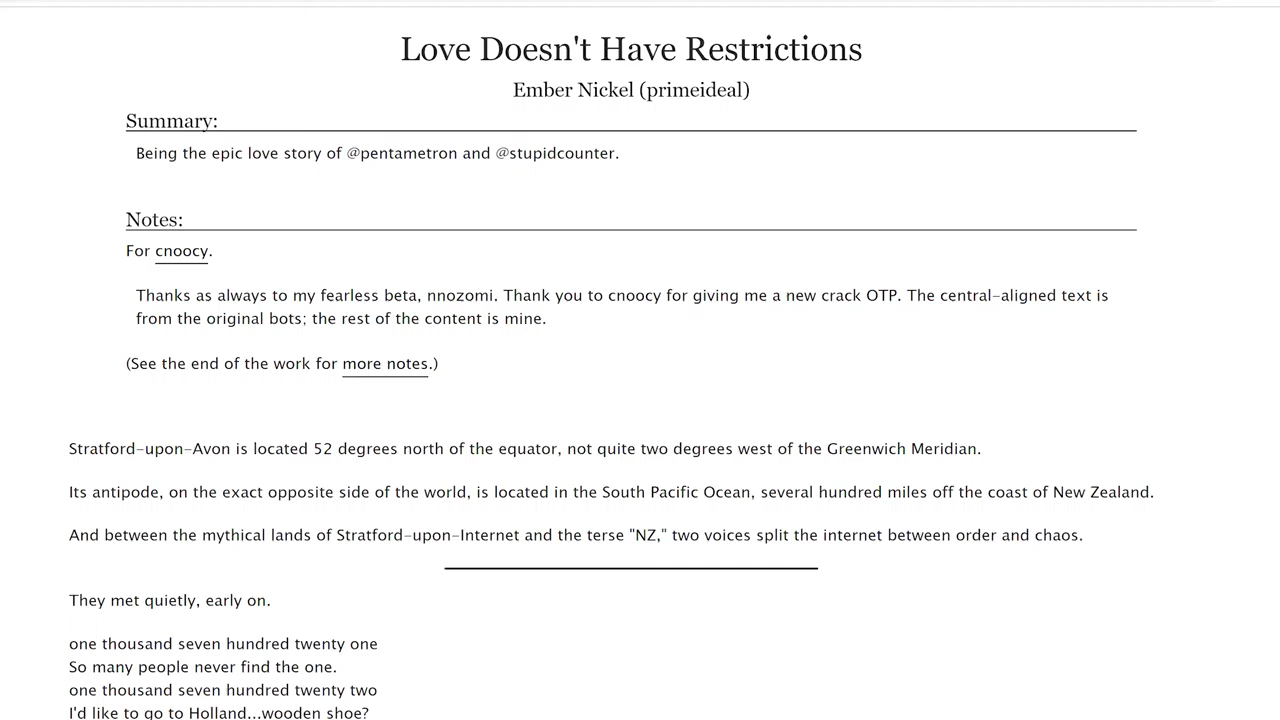 Love Doesn't Have Restrictions
Ember Nickel (primeideal)
Summary:
Being the epic love story of @pentametron and @stupidcounter.
Notes:
For cnoocy.
Thanks as always to my fearless beta, nnozomi. Thank you to cnoocy for giving me a new crack OTP. The central-aligned text is
from the original bots; the rest of the content is mine.
(See the end of the work for more notes.)
Stratford-upon-Avon is located 52 degrees north of the equator, not quite two degrees west of the Greenwich Meridian.
Its antipode, on the exact opposite side of the world, is located in the South Pacific Ocean, several hundred miles off the coast of New Zealand.
And between the mythical lands of Stratford-upon-Internet and the terse "NZ," two voices split the internet between order and chaos.
They met quietly, early on.
one thousand seven hundred twenty one
So many people never find the one.
one thousand seven hundred twenty two
I'd like to go to Holland...wooden shoe?